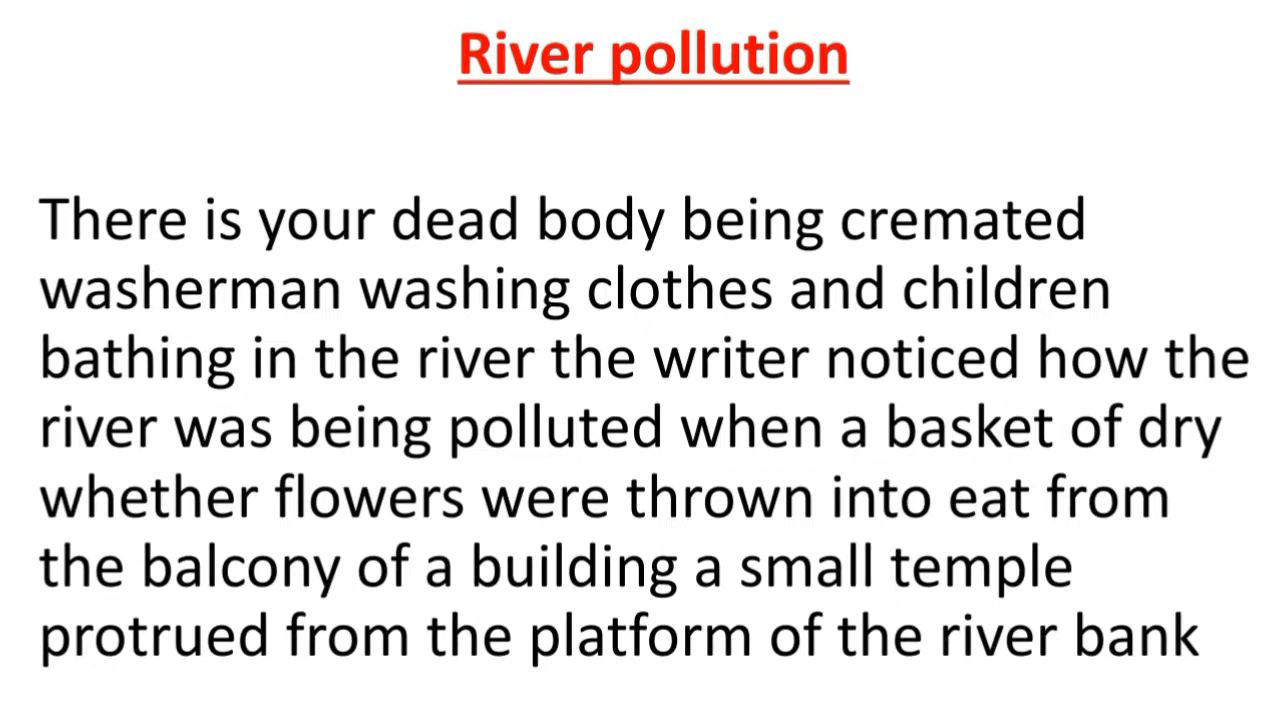 River pollution
There is your dead body being cremated
washerman washing clothes and children
bathing in the river the writer noticed how the
river was being polluted when a basket of dry
whether flowers were thrown into eat from
the balcony of a building a small temple
protrued from the platform of the river bank